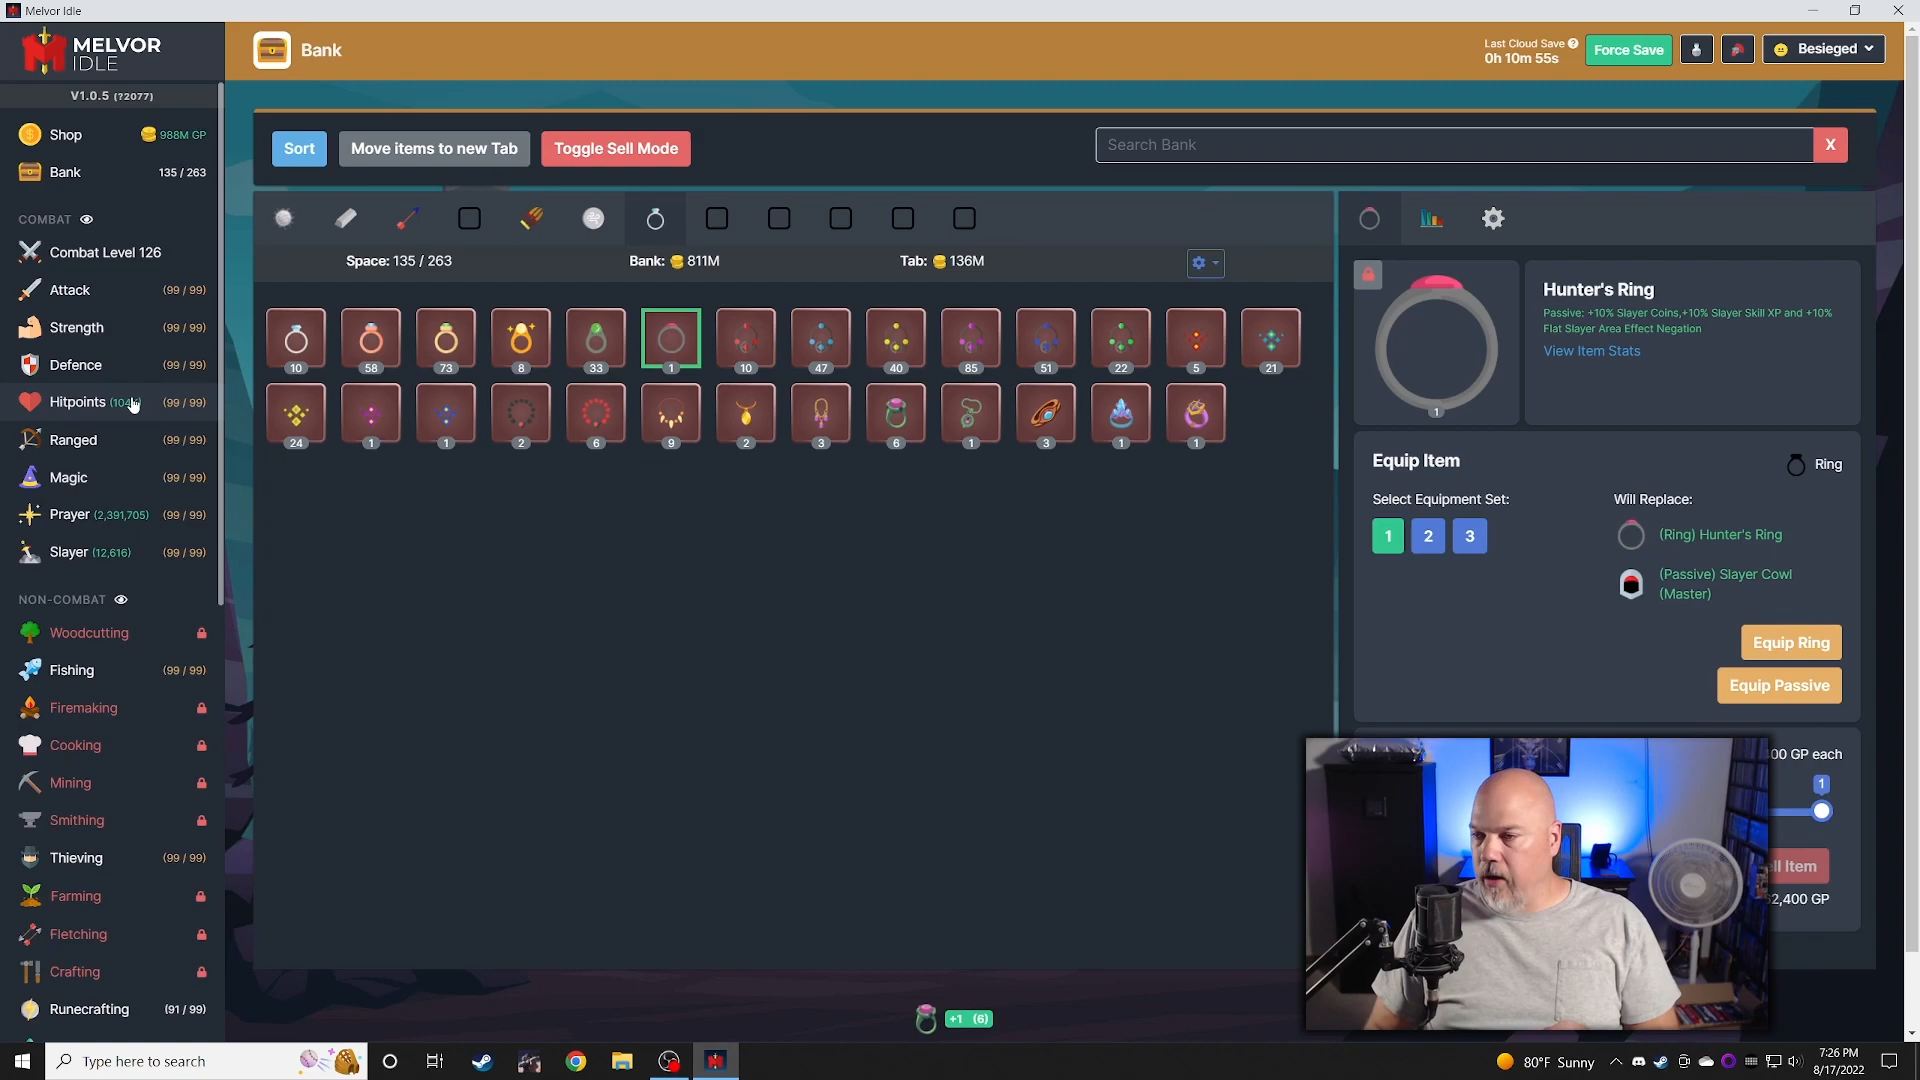 Melvor Idle
MELVOR
IDLE
V1.0.5 (?2077)
Shop 988M GP
Bank 135 / 263
COMBAT
Combat Level 126
Attack (99 / 99)
Strength (99 / 99)
Defence (99 / 99)
Hitpoints (99 / 99)
Ranged (99 / 99)
Magic (99 / 99)
Prayer (2,391,705) (99 / 99)
Slayer (12,616) (99 / 99)
NON-COMBAT
Woodcutting
Fishing (99 / 99)
Firemaking
Cooking
Mining
Smithing
Thieving (99 / 99)
Farming
Fletching
Crafting
Runecrafting (91 / 99)
Bank
Last Cloud Save
0h 10m 55s
Force Save
Besieged
Sort
Move items to new Tab
Toggle Sell Mode
Search Bank
X
Space: 135 / 263
Bank: 811M
Tab: 136M
10 58 73 8 33 1 10 47 40 85 51 22 5 21
24 1 1 2 6 9 2 3 6 1 3 1 1
1
Hunter's Ring
Passive: +10% Slayer Coins,+10% Slayer Skill XP and +10%
Flat Slayer Area Effect Negation
View Item Stats
Equip Item
Ring
Select Equipment Set:
1 2 3
Will Replace:
(Ring) Hunter's Ring
(Passive) Slayer Cowl
(Master)
Equip Ring
Equip Passive
00 GP each
1
Item
2,400 GP
+1 (6)
Type here to search
80°F Sunny
7:26 PM
8/17/2022